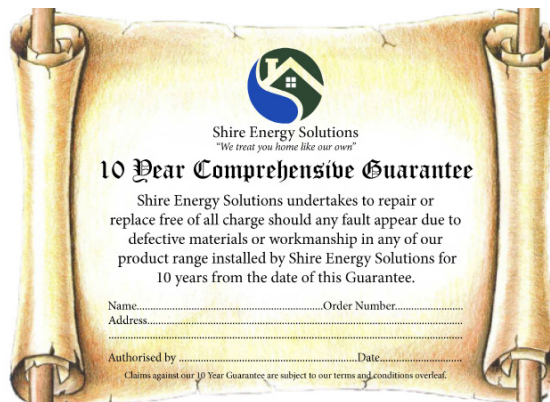 Shire Energy Solutions
"We treat you home like our own"
10 Year Comprehensive Guarantee
Shire Energy Solutions undertakes to repair or
replace free of all charge should any fault appear due to
defective materials or workmanship in any of our
product range installed by Shire Energy Solutions for
10 years from the date of this Guarantee.
Name..............................................................Order Number.......................
Address.........................................................................................................
.....................................................................................................................
Authorised by ..........................................................Date...........................
Claims against our 10 Year Guarantee are subject to our terms and conditions overleaf.